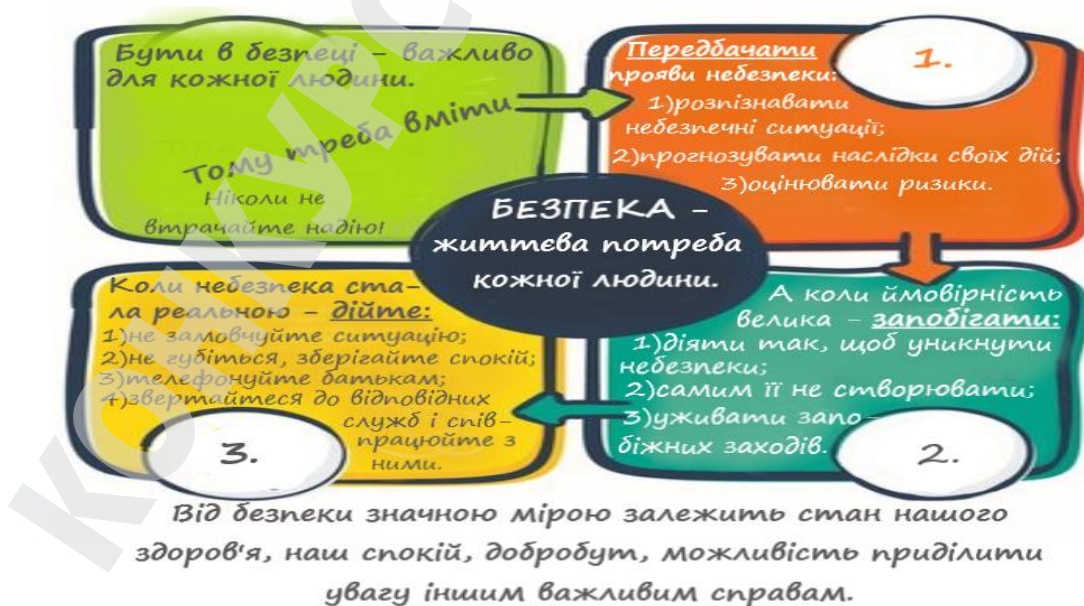 Бути в безпеці – важливо
для кожної людини.
Тому треба вміти
Ніколи не
втрачайте надію!
Передбачати
прояви небезпеки:
1)розпізнавати
небезпечні ситуації;
2)прогнозувати наслідки своїх дій;
3)оцінювати ризики.
1.
БЕЗПЕКА –
життєва потреба
кожної людини.
А коли ймовірність
велика – запобігати:
1)діяти так, щоб уникнути
небезпеки;
2)самим її не створювати;
3)уживати запо–
біжних заходів.
2.
Коли небезпека ста–
ла реальною – дійте:
1)не замовчуйте ситуацію;
2)не губіться, зберігайте спокій;
3)телефонуйте батькам;
4)звертайтеся до відповідних
служб і спів–
працюйте з
ними.
3.
Від безпеки значною мірою залежить стан нашого
здоров'я, наш спокій, добробут, можливість приділити
увагу іншим важливим справам.